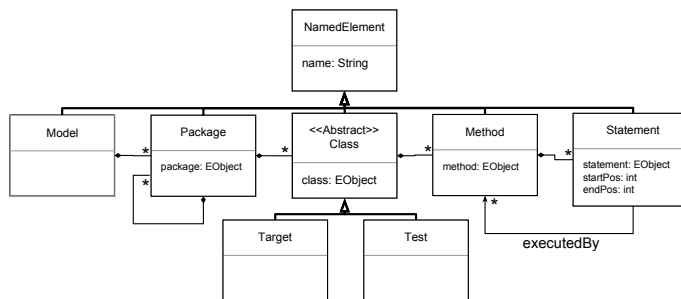 NamedElement
name: String
Model
Package
package: EObject
<<Abstract>>
Class
class: EObject
Method
method: EObject
Statement
statement: EObject
startPos: int
endPos: int
*
*
*
*
*
*
executedBy
Target
Test